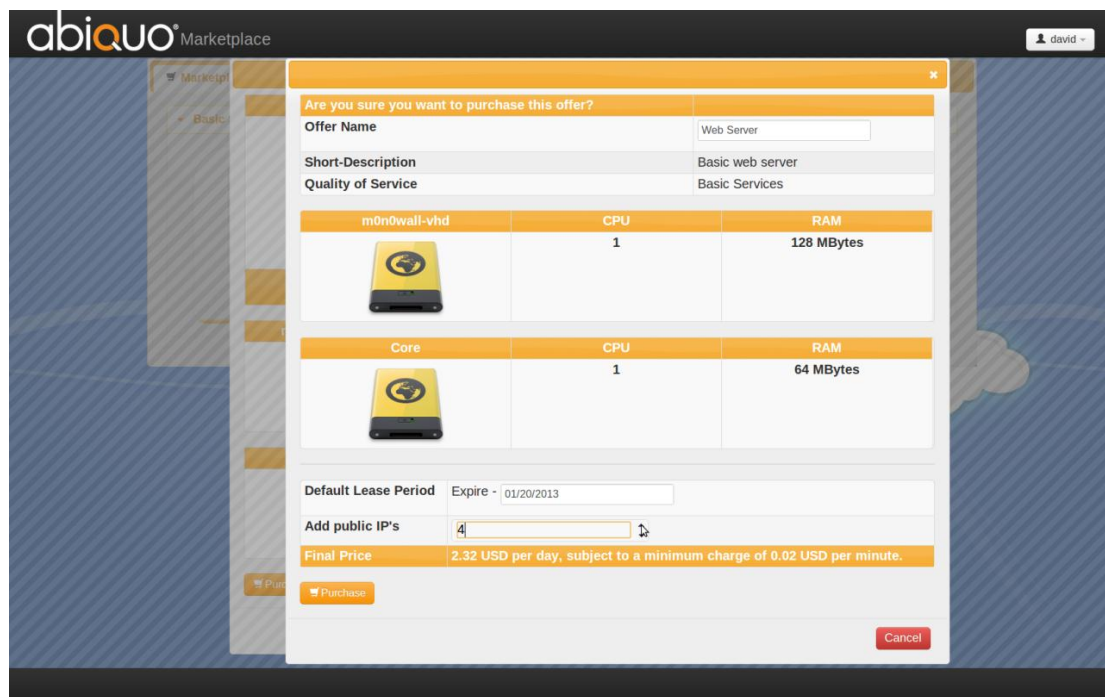 abiquo Marketplace
david
Marketpl
Basic
Are you sure you want to purchase this offer?
Offer Name Web Server
Short-Description Basic web server
Quality of Service Basic Services
m0n0wall-vhd CPU RAM
1 128 MBytes
Core CPU RAM
1 64 MBytes
Default Lease Period Expire - 01/20/2013
Add public IP's 4
Final Price 2.32 USD per day, subject to a minimum charge of 0.02 USD per minute.
Purc
Purchase
Cancel